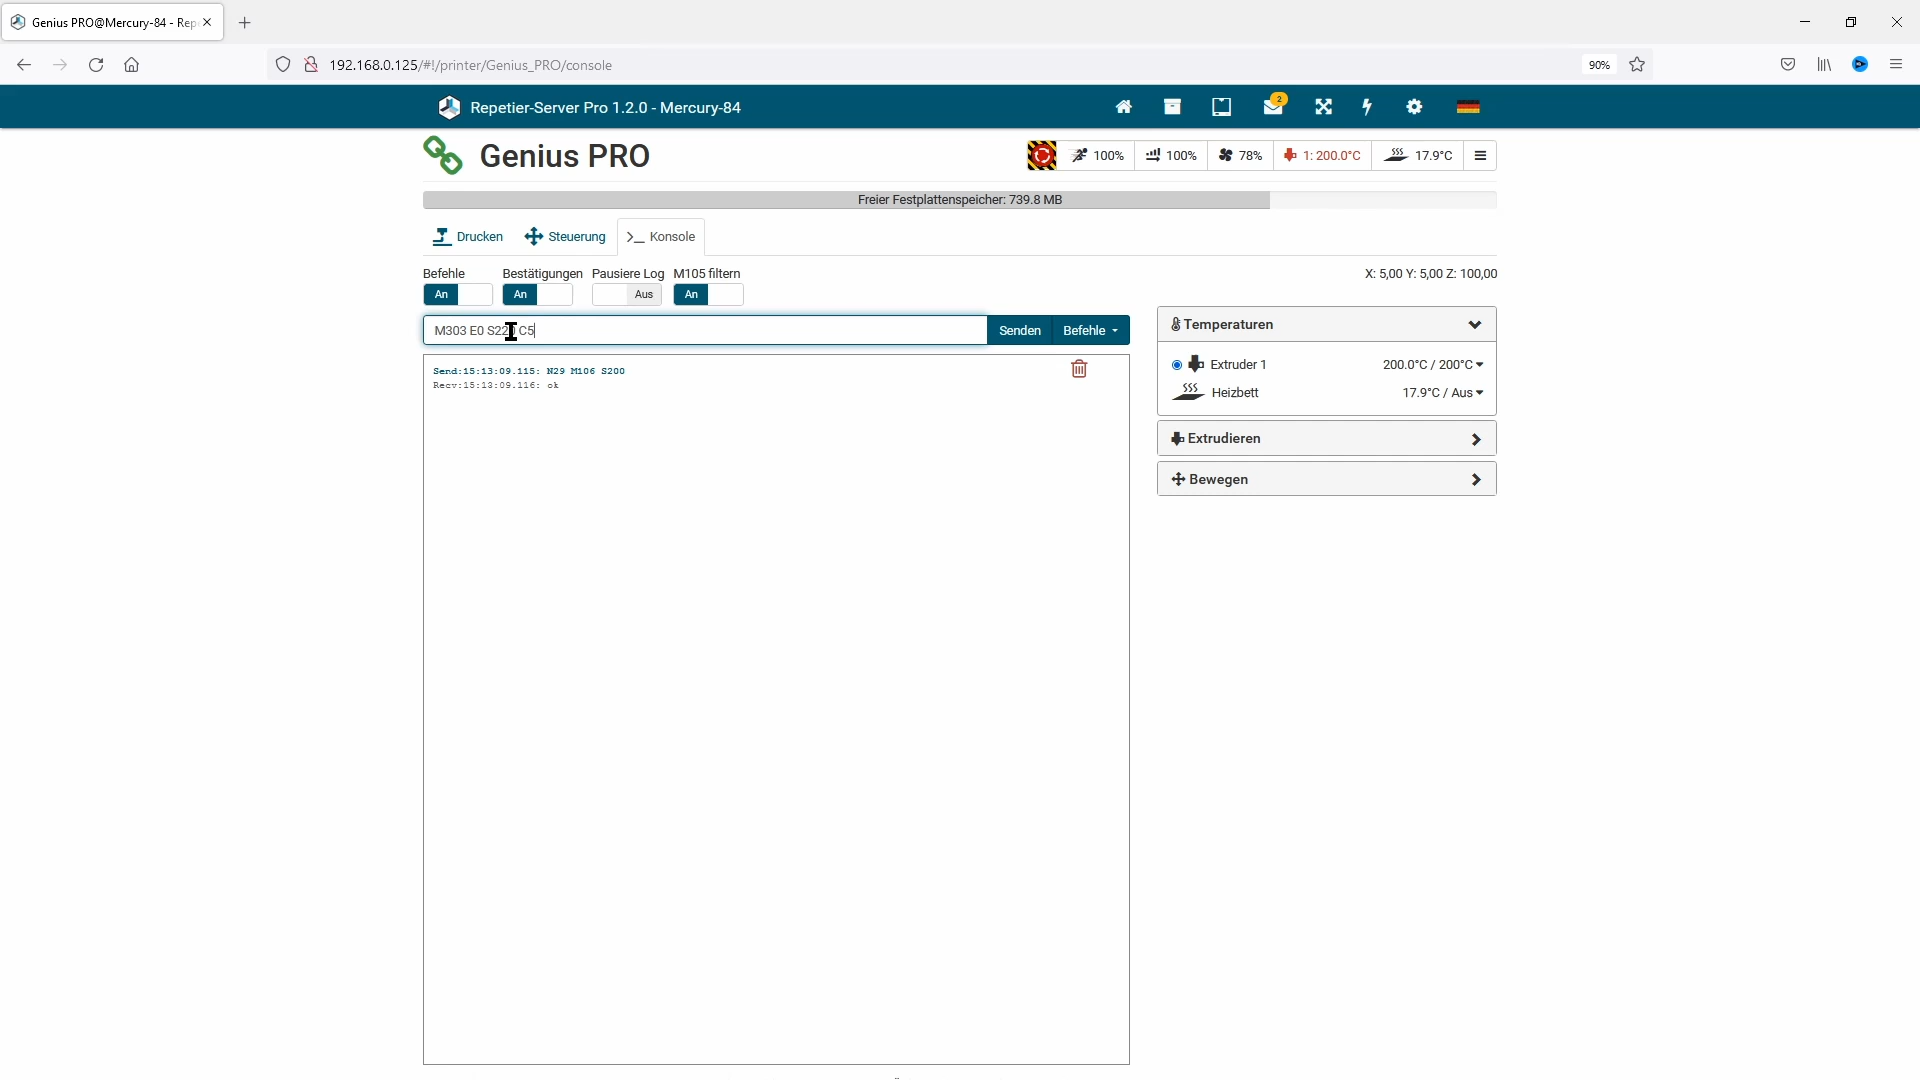 Genius PRO@Mercury-84 - Rep
192.168.0.125/#!/printer/Genius_PRO/console
90%
Repetier-Server Pro 1.2.0 - Mercury-84
2
Genius PRO
100%
100%
78%
1: 200.0°C
17.9°C
Freier Festplattenspeicher: 739.8 MB
Drucken
Steuerung
Konsole
Befehle
Bestätigungen
Pausiere Log
M105 filtern
X: 5,00 Y: 5,00 Z: 100,00
An
An
Aus
An
M303 E0 S220 C5
Senden
Befehle
Temperaturen
Send:15:13:09.115: N29 M106 S200
Recv:15:13:09.116: ok
Extruder 1
200.0°C / 200°C
Heizbett
17.9°C / Aus
Extrudieren
Bewegen